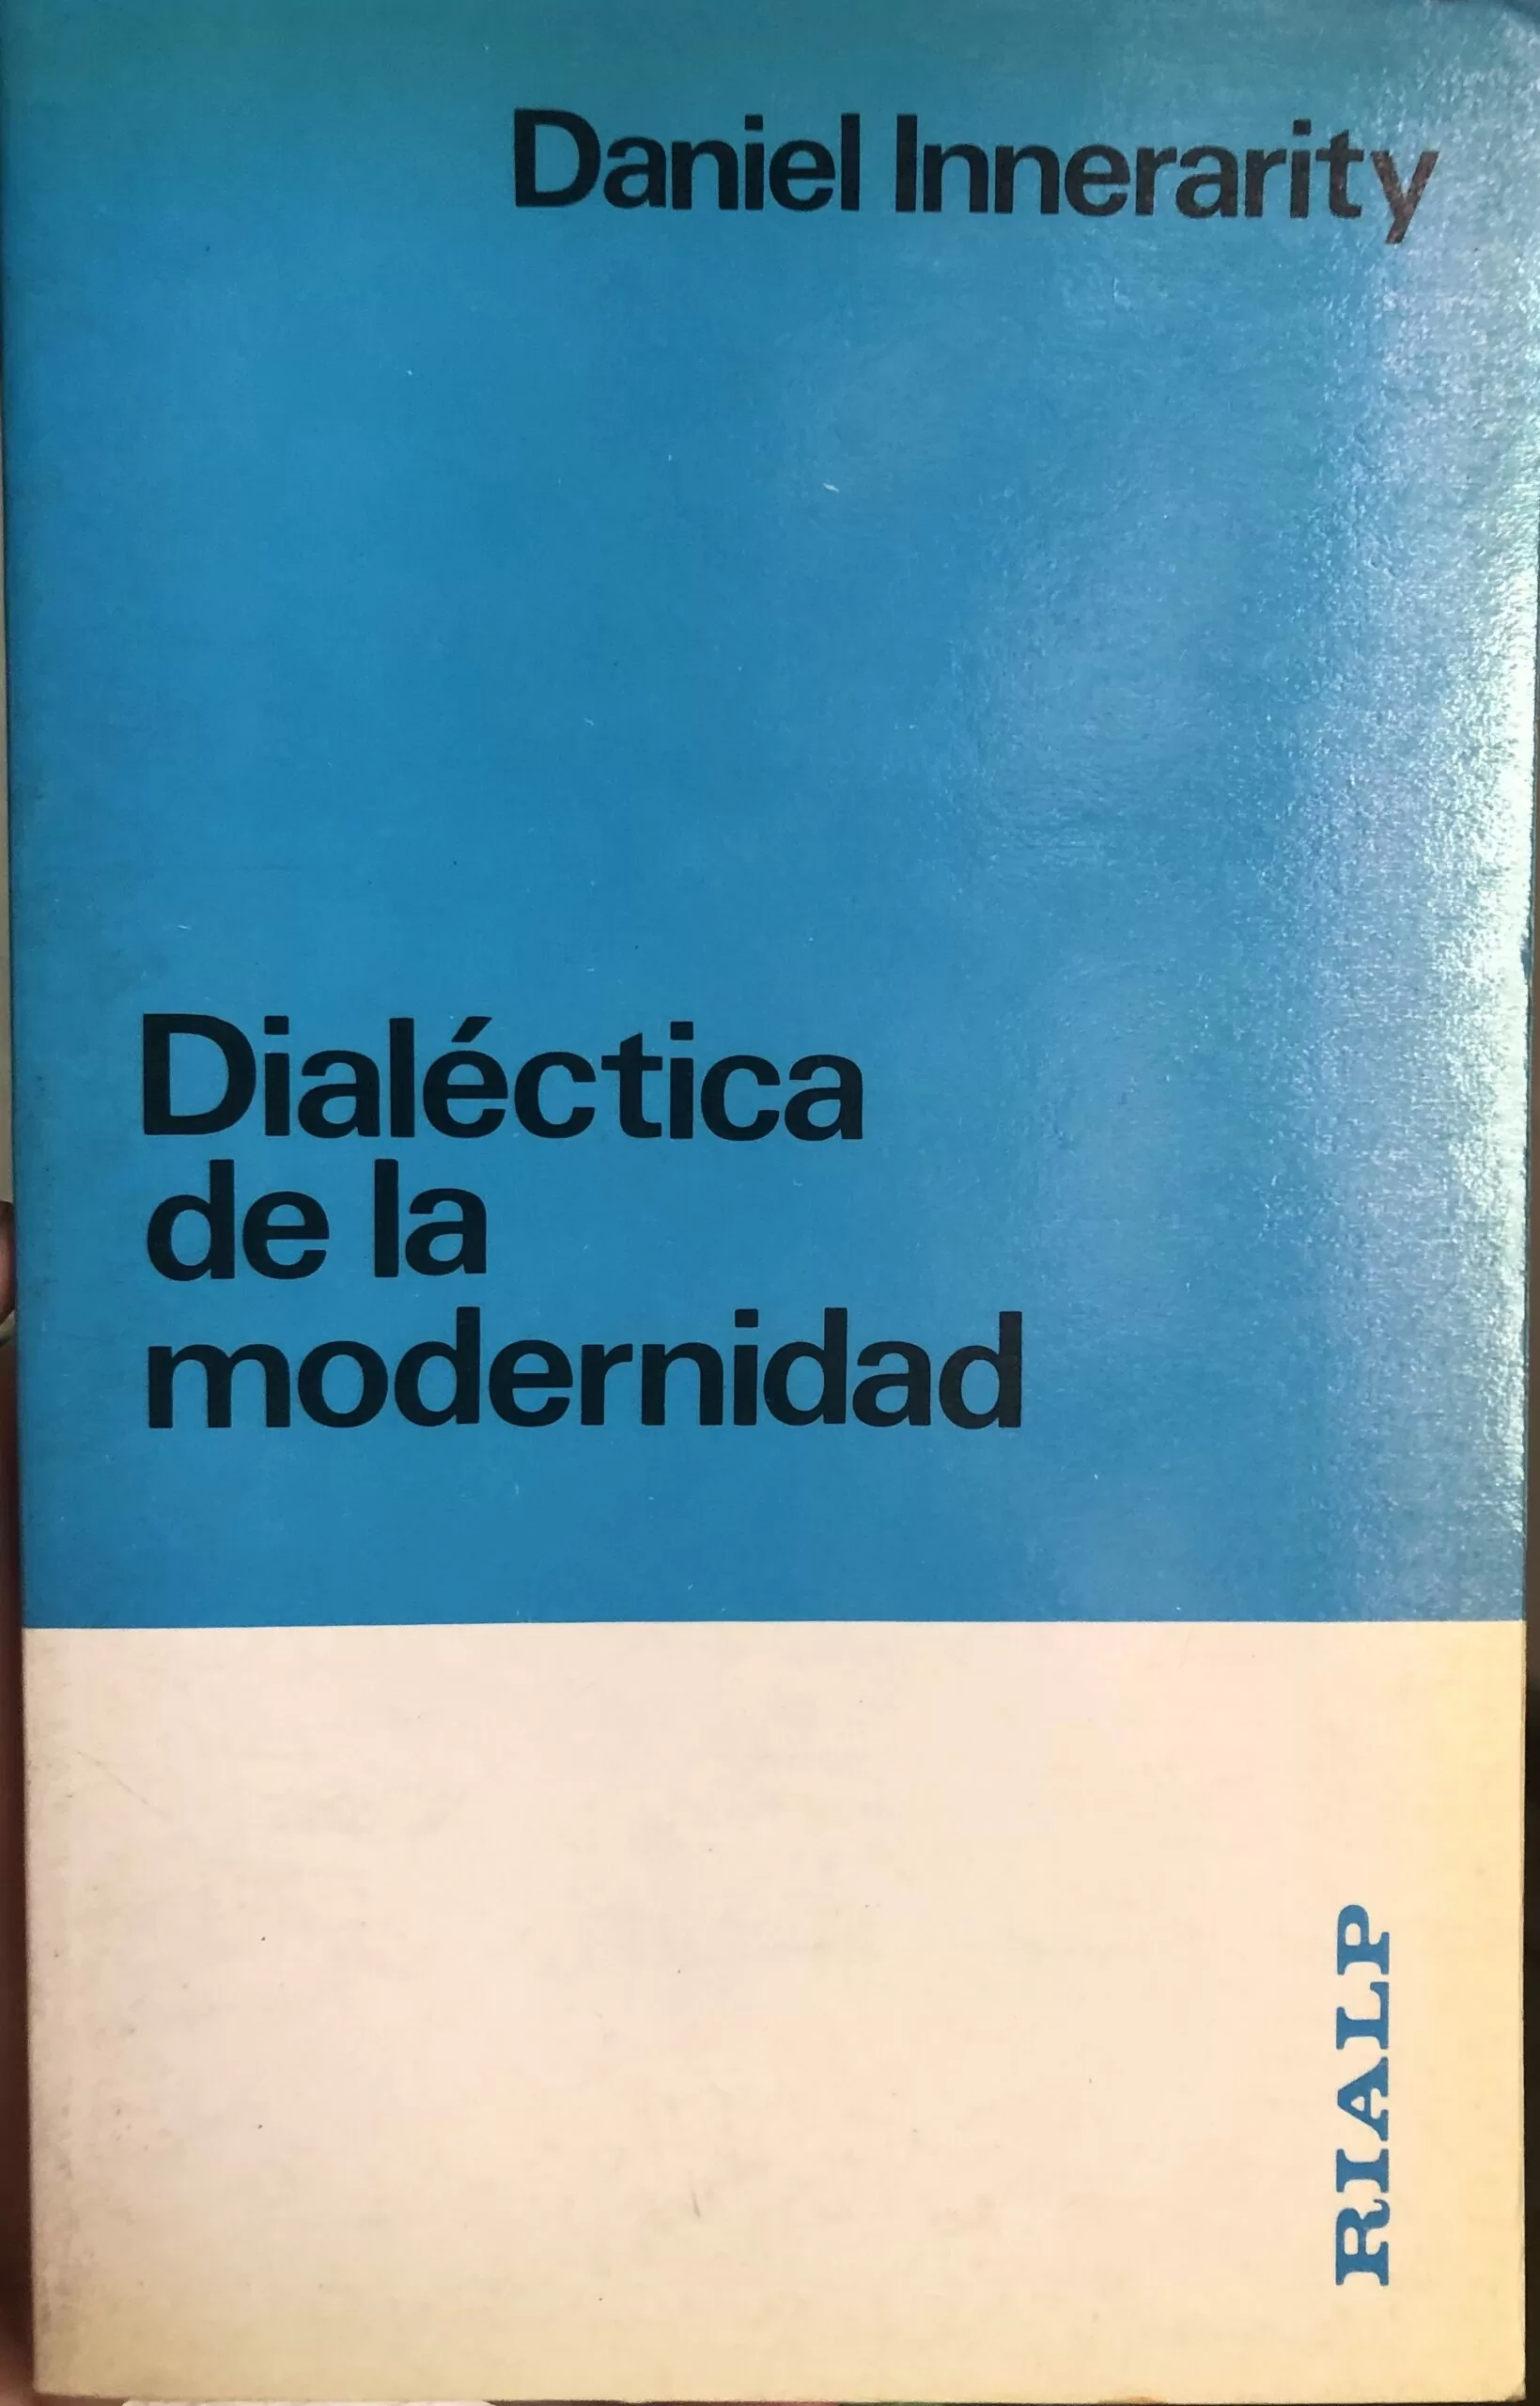 Daniel Innerarity
Dialéctica
de la
modernidad
RIALP